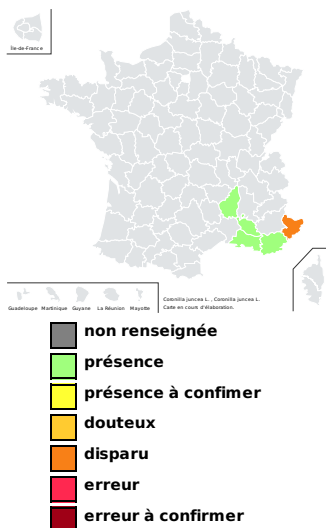 Île-de-France
Guadeloupe Martinique Guyane La Réunion Mayotte
Coronilla juncea L. , Coronilla juncea L.
Carte en cours d'élaboration.
non renseignée
présence
présence à confimer
douteux
disparu
erreur
erreur à confirmer